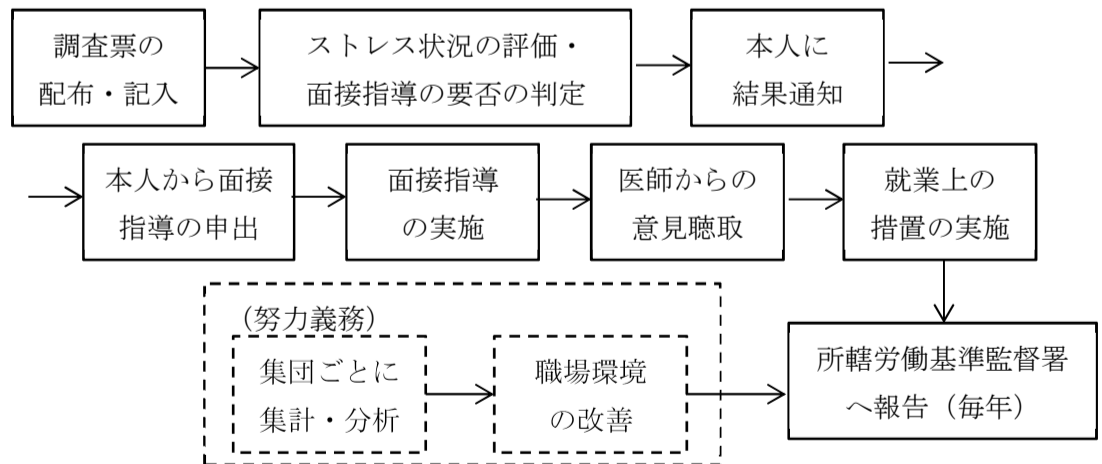 調査票の
配布・記入
ストレス状況の評価・
面接指導の要否の判定
本人に
結果通知
本人から面接
指導の申出
面接指導
の実施
医師からの
意見聴取
就業上の
措置の実施
(努力義務)
集団ごとに
集計・分析
職場環境
の改善
所轄労働基準監督署
へ報告（毎年）